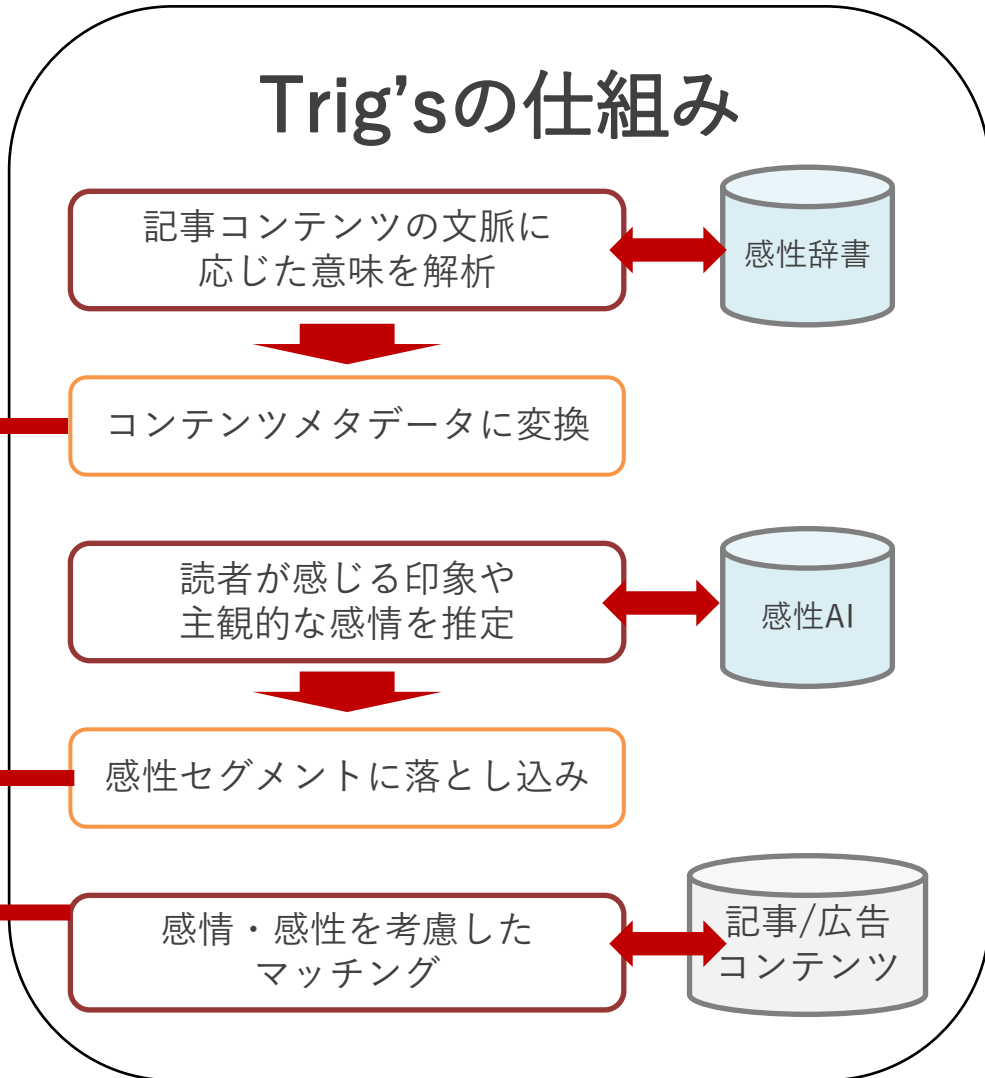 Trig’sの仕組み
記事コンテンツの文脈に
応じた意味を解析
感性辞書
コンテンツメタデータに変換
読者が感じる印象や
主観的な感情を推定
感性AI
感性セグメントに落とし込み
感情・感性を考慮した
マッチング
記事/広告
コンテンツ